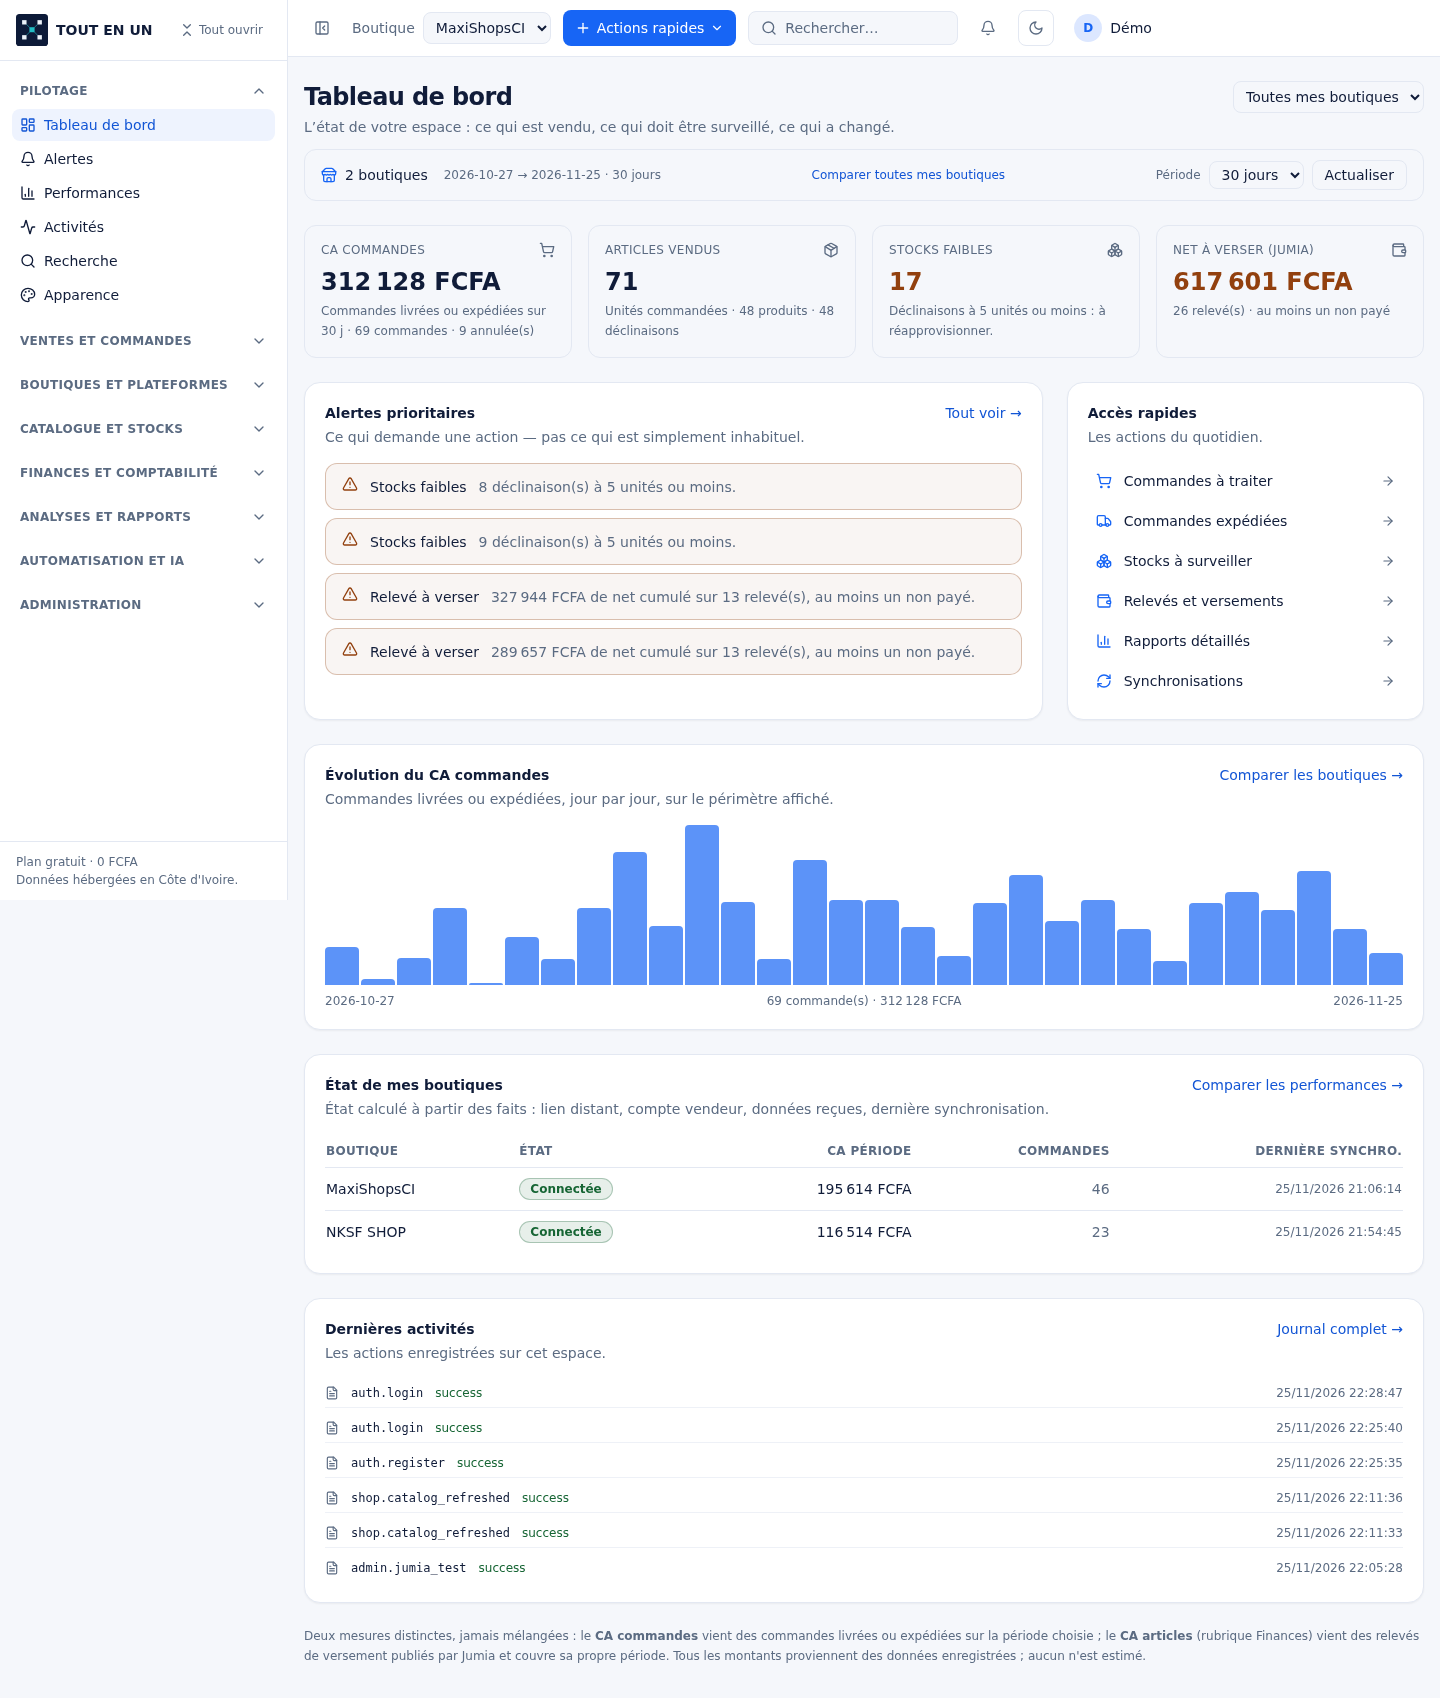 TOUT EN UN
Tout ouvrir
PILOTAGE
Tableau de bord
Alertes
Performances
Activités
Recherche
Apparence
VENTES ET COMMANDES
BOUTIQUES ET PLATEFORMES
CATALOGUE ET STOCKS
FINANCES ET COMPTABILITÉ
ANALYSES ET RAPPORTS
AUTOMATISATION ET IA
ADMINISTRATION
Plan gratuit · 0 FCFA
Données hébergées en Côte d'Ivoire.
Boutique MaxiShopsCI Actions rapides Rechercher… D Démo
Tableau de bord
Toutes mes boutiques
L’état de votre espace : ce qui est vendu, ce qui doit être surveillé, ce qui a changé.
2 boutiques 2026-10-27 → 2026-11-25 · 30 jours Comparer toutes mes boutiques Période 30 jours Actualiser
CA COMMANDES
312 128 FCFA
Commandes livrées ou expédiées sur
30 j · 69 commandes · 9 annulée(s)
ARTICLES VENDUS
71
Unités commandées · 48 produits · 48
déclinaisons
STOCKS FAIBLES
17
Déclinaisons à 5 unités ou moins : à
réapprovisionner.
NET À VERSER (JUMIA)
617 601 FCFA
26 relevé(s) · au moins un non payé
Alertes prioritaires Tout voir →
Ce qui demande une action — pas ce qui est simplement inhabituel.
Stocks faibles 8 déclinaison(s) à 5 unités ou moins.
Stocks faibles 9 déclinaison(s) à 5 unités ou moins.
Relevé à verser 327 944 FCFA de net cumulé sur 13 relevé(s), au moins un non payé.
Relevé à verser 289 657 FCFA de net cumulé sur 13 relevé(s), au moins un non payé.
Accès rapides
Les actions du quotidien.
Commandes à traiter →
Commandes expédiées →
Stocks à surveiller →
Relevés et versements →
Rapports détaillés →
Synchronisations →
Évolution du CA commandes Comparer les boutiques →
Commandes livrées ou expédiées, jour par jour, sur le périmètre affiché.
2026-10-27 69 commande(s) · 312 128 FCFA 2026-11-25
État de mes boutiques Comparer les performances →
État calculé à partir des faits : lien distant, compte vendeur, données reçues, dernière synchronisation.
BOUTIQUE ÉTAT CA PÉRIODE COMMANDES DERNIÈRE SYNCHRO.
MaxiShopsCI Connectée 195 614 FCFA 46 25/11/2026 21:06:14
NKSF SHOP Connectée 116 514 FCFA 23 25/11/2026 21:54:45
Dernières activités Journal complet →
Les actions enregistrées sur cet espace.
auth.login success 25/11/2026 22:28:47
auth.login success 25/11/2026 22:25:40
auth.register success 25/11/2026 22:25:35
shop.catalog_refreshed success 25/11/2026 22:11:36
shop.catalog_refreshed success 25/11/2026 22:11:33
admin.jumia_test success 25/11/2026 22:05:28
Deux mesures distinctes, jamais mélangées : le CA commandes vient des commandes livrées ou expédiées sur la période choisie ; le CA articles (rubrique Finances) vient des relevés
de versement publiés par Jumia et couvre sa propre période. Tous les montants proviennent des données enregistrées ; aucun n'est estimé.